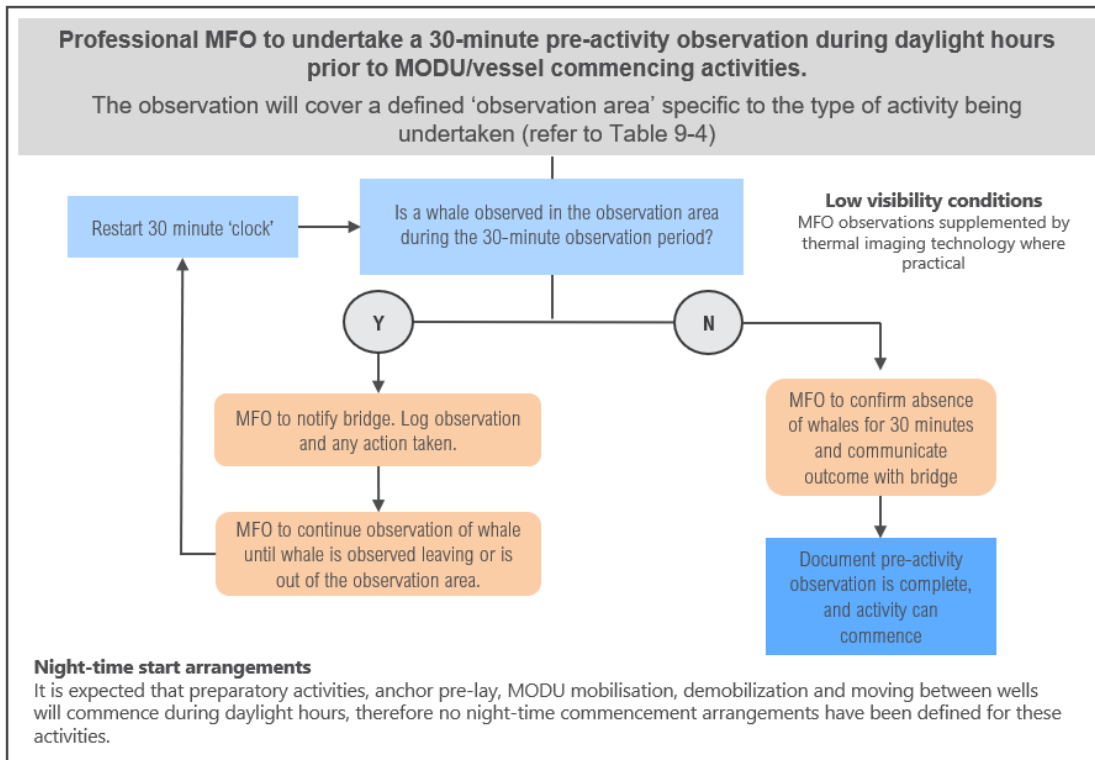 Professional MFO to undertake a 30-minute pre-activity observation during daylight hours
prior to MODU/vessel commencing activities.
The observation will cover a defined ‘observation area’ specific to the type of activity being
undertaken (refer to Table 9-4)
Restart 30 minute ‘clock’
Is a whale observed in the observation area
during the 30-minute observation period?
Low visibility conditions
MFO observations supplemented by
thermal imaging technology where
practical
Y
N
MFO to notify bridge. Log observation
and any action taken.
MFO to confirm absence
of whales for 30 minutes
and communicate
outcome with bridge
MFO to continue observation of whale
until whale is observed leaving or is
out of the observation area.
Document pre-activity
observation is complete,
and activity can
commence
Night-time start arrangements
It is expected that preparatory activities, anchor pre-lay, MODU mobilisation, demobilization and moving between wells
will commence during daylight hours, therefore no night-time commencement arrangements have been defined for these
activities.